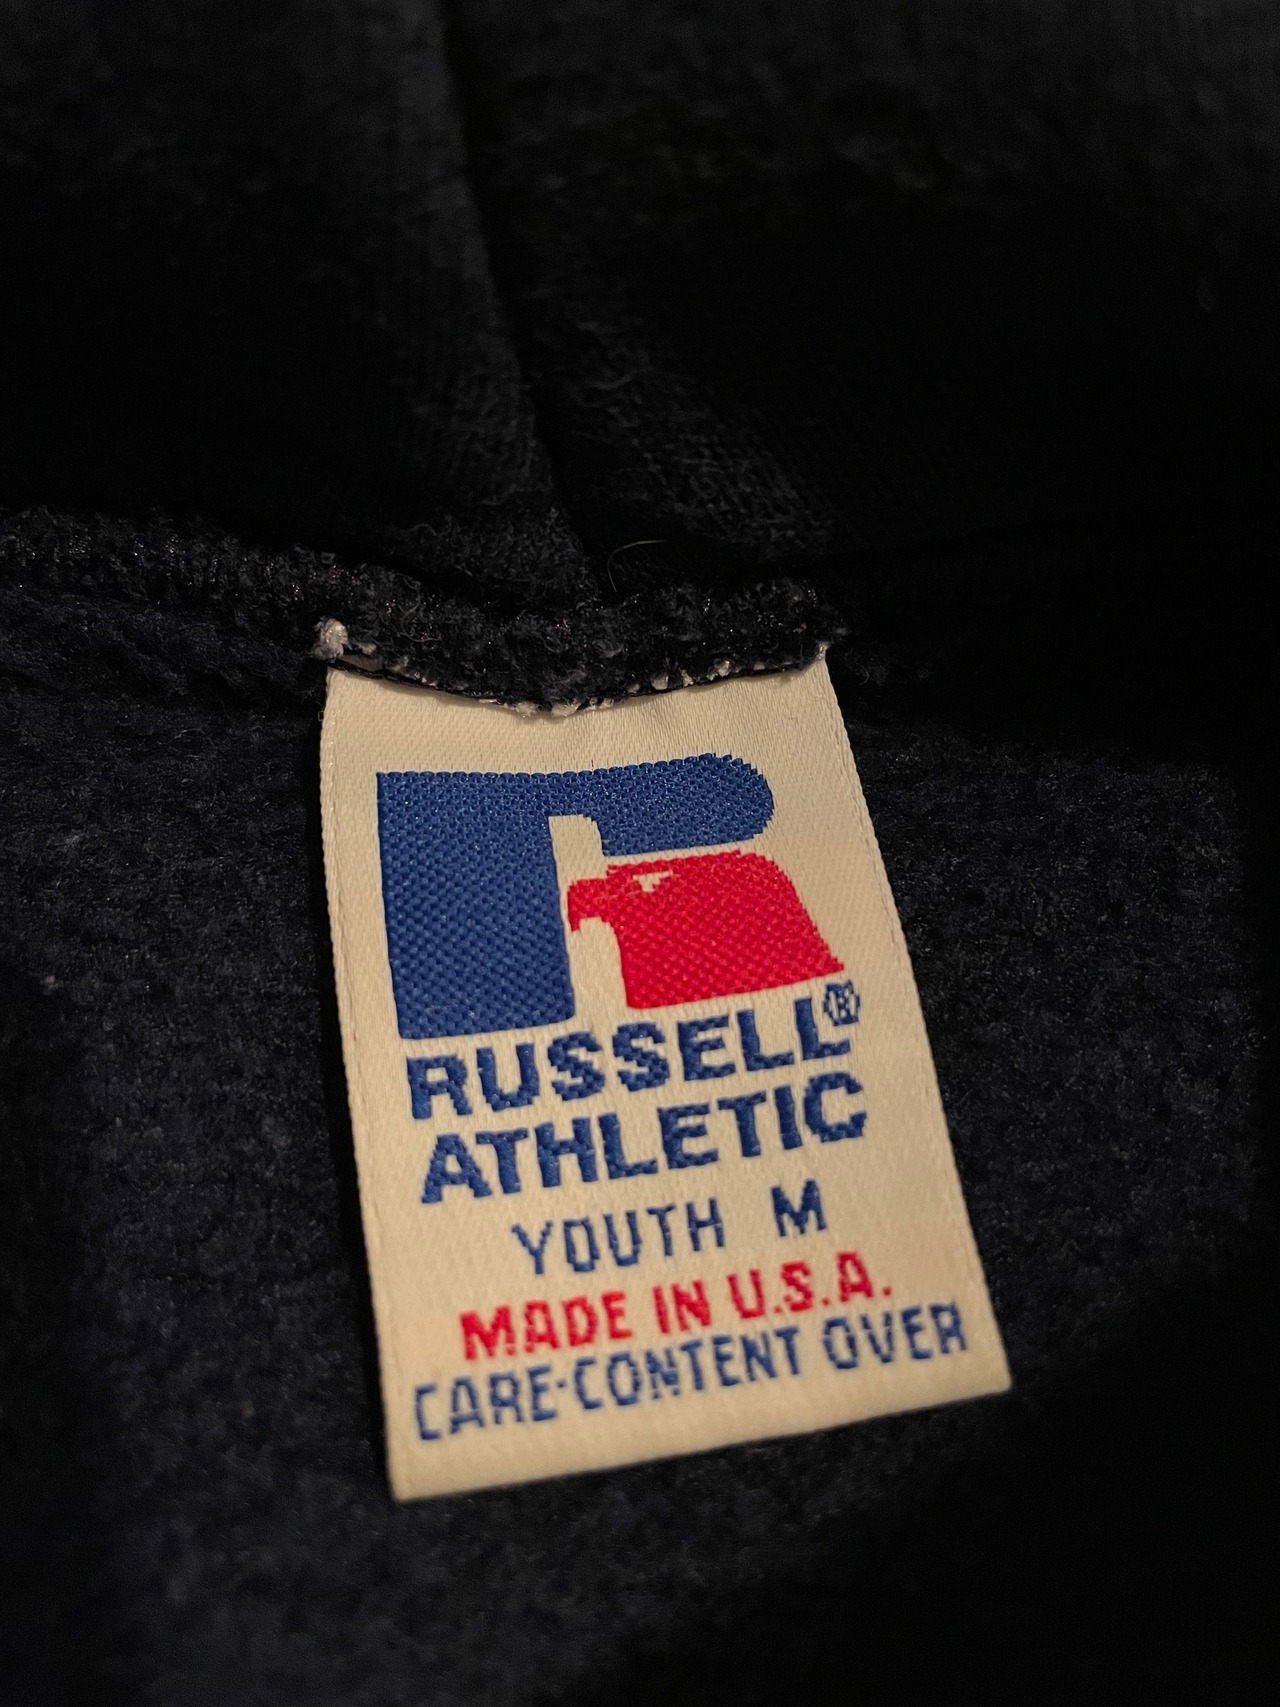 RUSSELL®
ATHLETIC
YOUTH M
MADE IN U.S.A.
CARE-CONTENT OVER